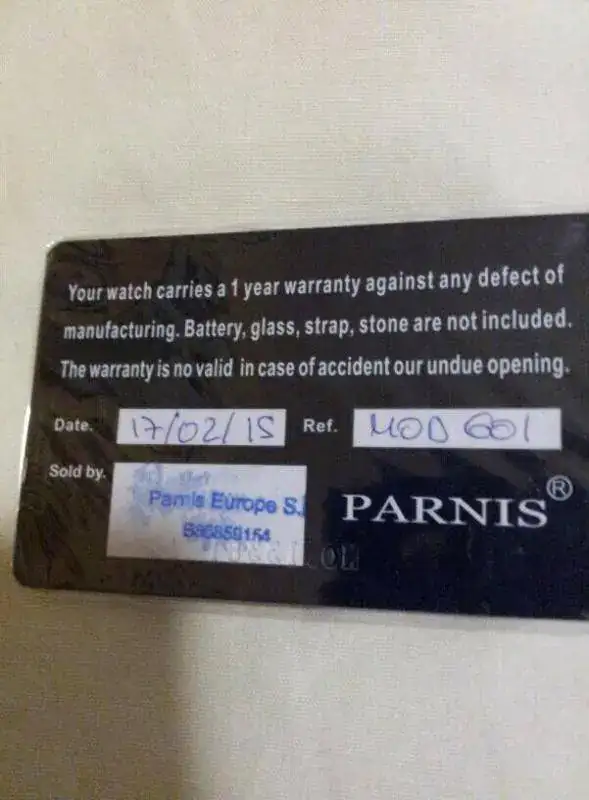 Your watch carries a 1 year warranty against any defect of
manufacturing. Battery, glass, strap, stone are not included.
The warranty is no valid in case of accident our undue opening.
Date. 17/02/15 Ref. MOD 601
Sold by.
Parnis Europe S.
B86859154
PARNIS®